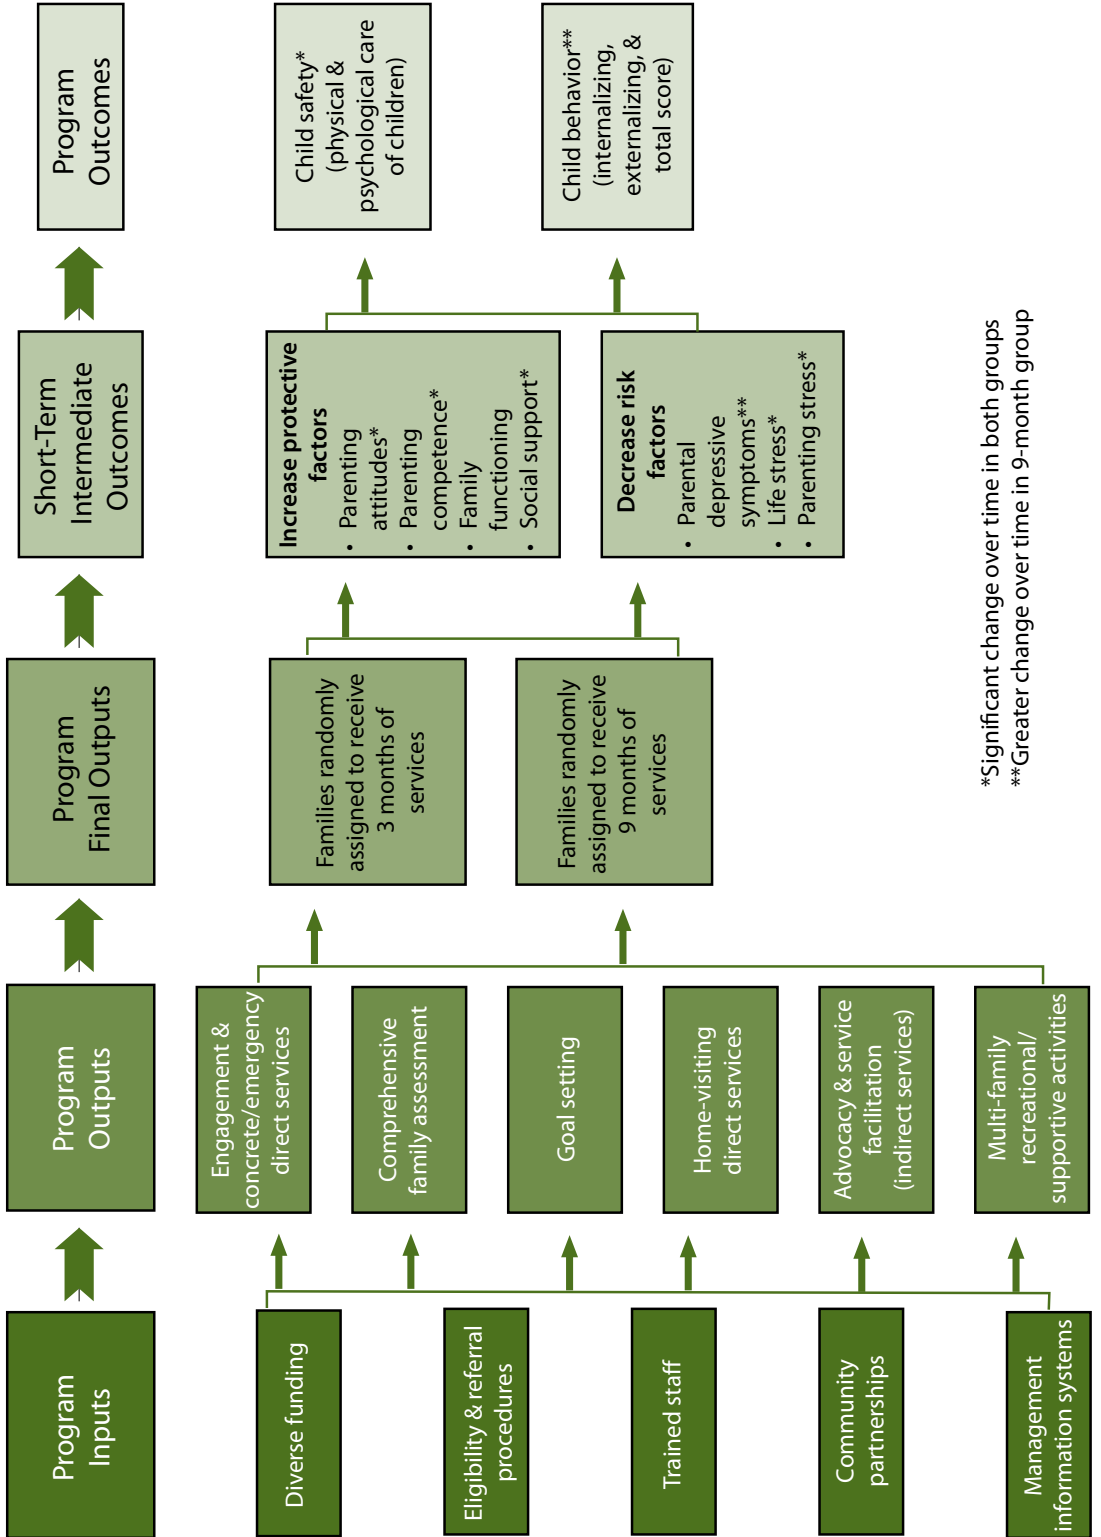 Program
Inputs
Program
Outputs
Program
Final Outputs
Short-Term
Intermediate
Outcomes
Program
Outcomes
Diverse funding
Eligibility & referral
procedures
Trained staff
Community
partnerships
Management
information systems
Engagement &
concrete/emergency
direct services
Comprehensive
family assessment
Goal setting
Home-visiting
direct services
Advocacy & service
facilitation
(indirect services)
Multi-family
recreational/
supportive activities
Families randomly
assigned to receive
3 months of
services
Families randomly
assigned to receive
9 months of
services
Increase protective
factors
• Parenting
attitudes*
• Parenting
competence*
• Family
functioning
• Social support*
Decrease risk
factors
• Parental
depressive
symptoms**
• Life stress*
• Parenting stress*
Child safety*
(physical &
psychological care
of children)
Child behavior**
(internalizing,
externalizing, &
total score)
*Significant change over time in both groups
**Greater change over time in 9-month group